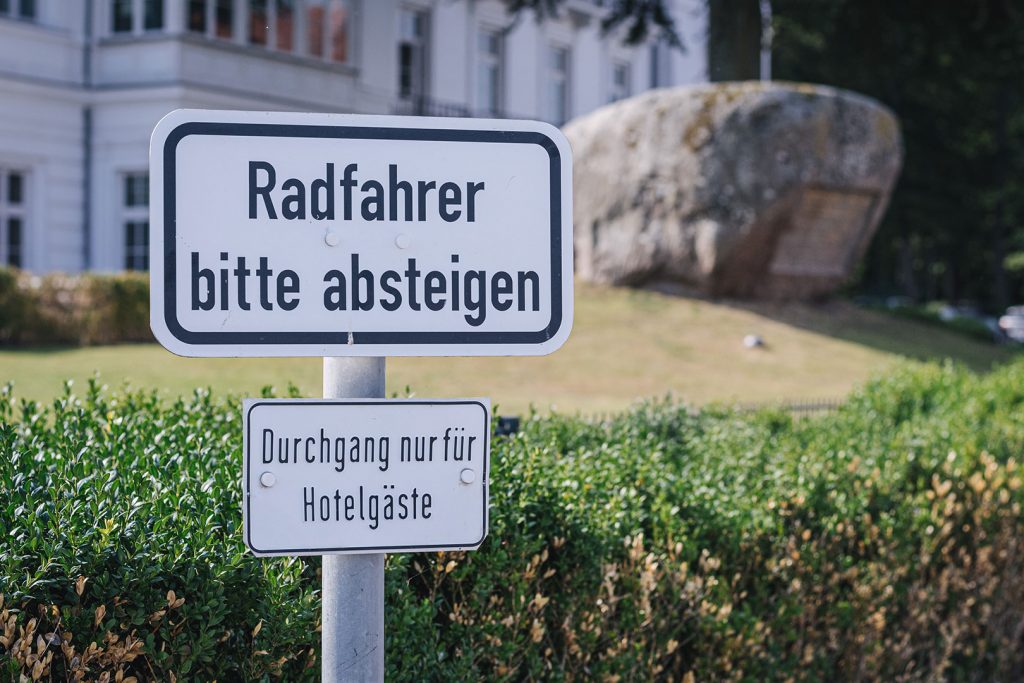 Radfahrer
bitte absteigen
Durchgang nur für
Hotelgäste